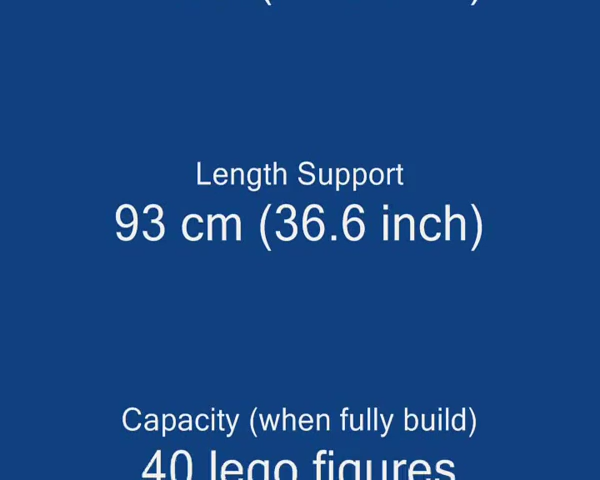 Length Support
93 cm (36.6 inch)
Capacity (when fully build)
40 lego figures